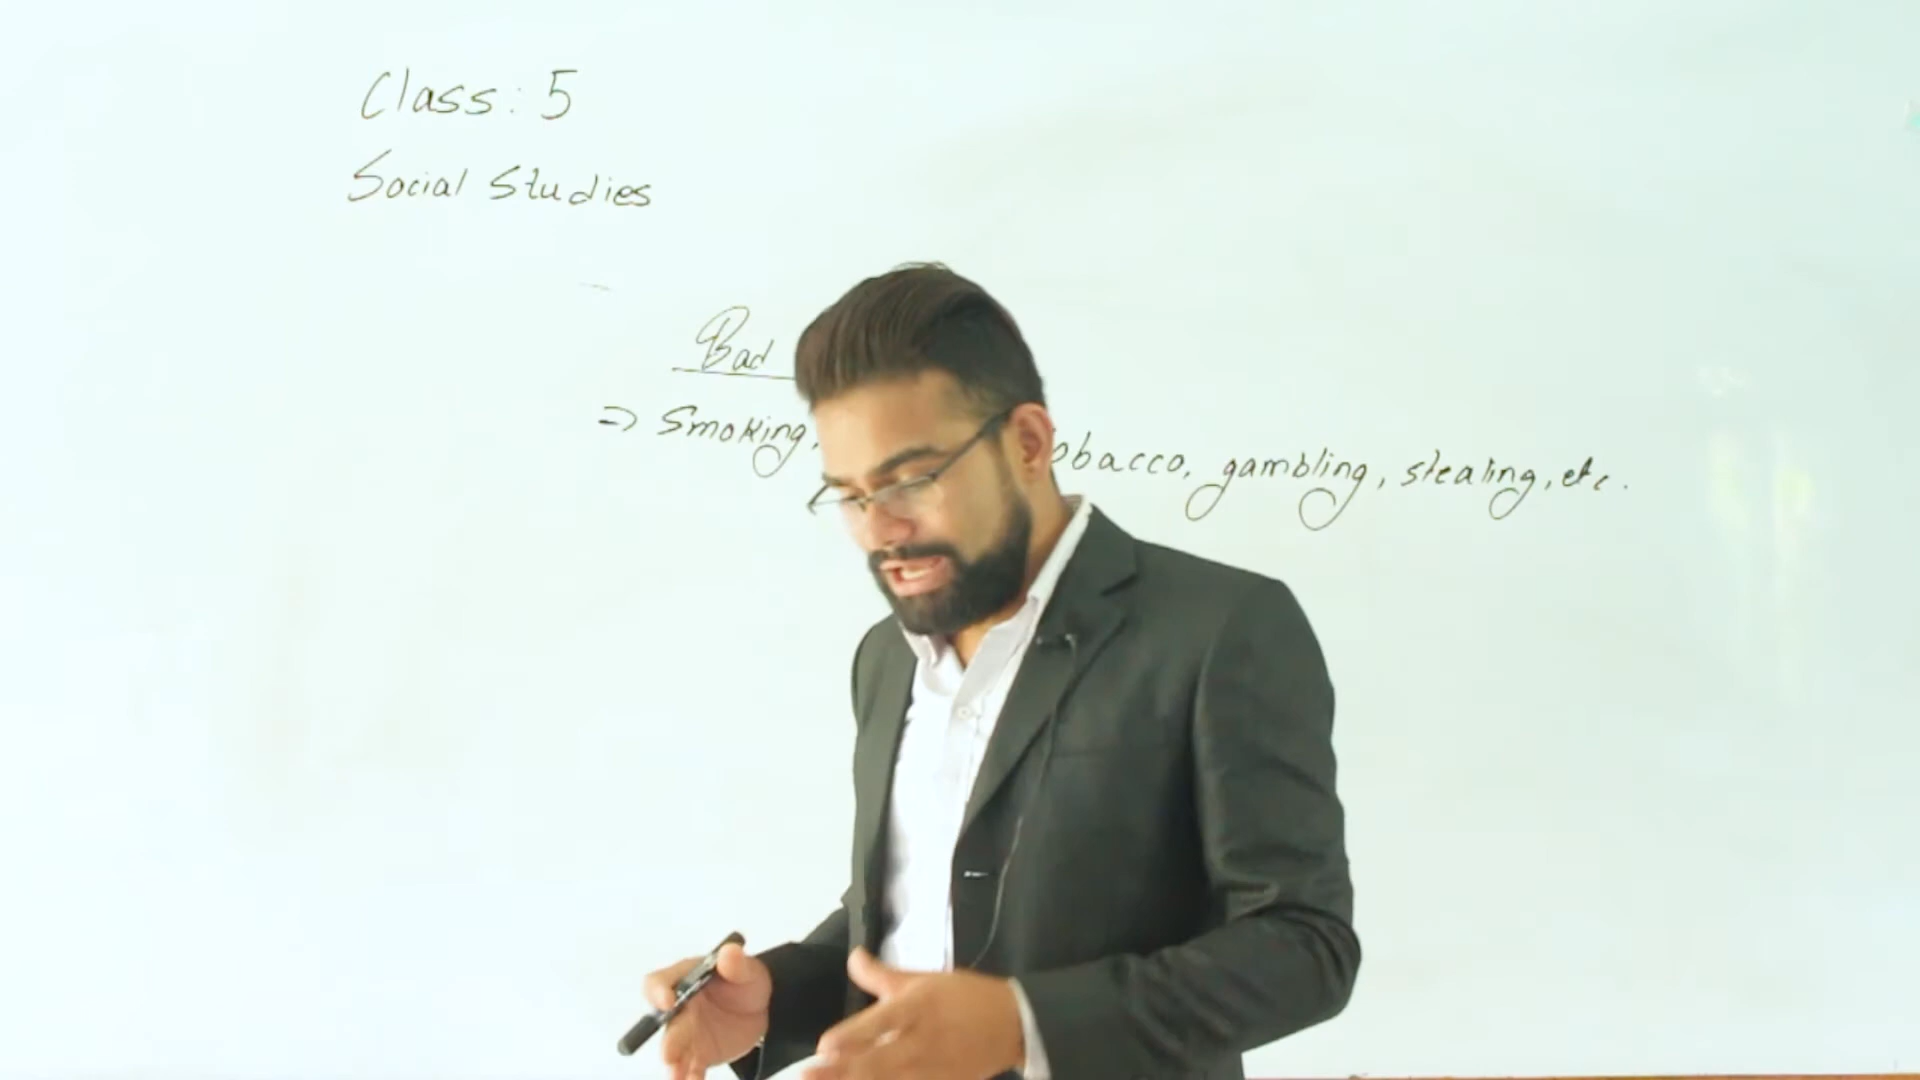 Class: 5
Social Studies
Bad
⇒ Smoking, obacco, gambling, stealing, etc.